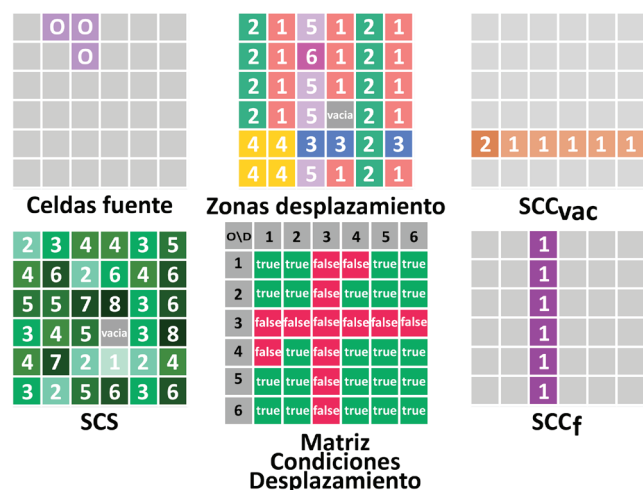 O O
O
Celdas fuente
2 1 5 1 2 1
2 1 6 1 2 1
2 1 5 1 2 1
2 1 5 vacia 2 1
4 4 3 3 2 3
4 4 5 1 2 1
Zonas desplazamiento
2 1 1 1 1 1
SCCvac
2 3 4 4 3 5
4 6 2 6 4 6
5 5 7 8 3 6
3 4 5 vacia 3 8
4 7 2 1 2 4
3 2 5 6 3 6
SCS
O\D 1 2 3 4 5 6
1 true true false false true true
2 true true false true true true
3 false false false false false false
4 false true false true true true
5 true true false true true true
6 true true false true true true
Matriz
Condiciones
Desplazamiento
1
1
1
1
1
1
SCCf